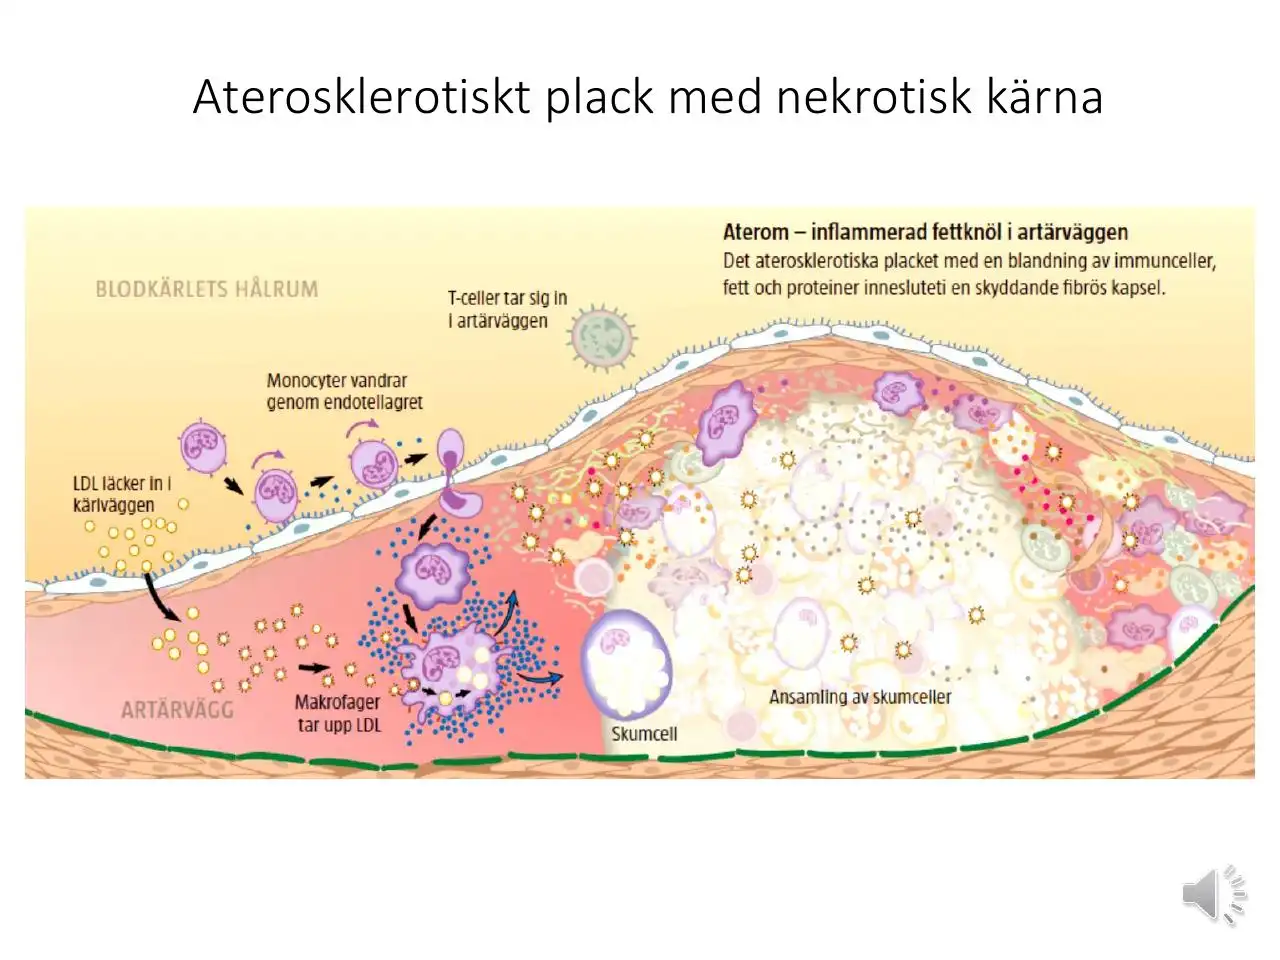 Aterosklerotiskt plack med nekrotisk kärna
Aterom – inflammerad fettknöl i artärväggen
Det aterosklerotiska placket med en blandning av immunceller,
fett och proteiner innesluteti en skyddande fibrös kapsel.
BLODKÄRLETS HÅLRUM
T-celler tar sig in
I artärväggen
Monocyter vandrar
genom endotellagret
LDL läcker in i
kärlväggen
ARTÄRVÄGG
Makrofager
tar upp LDL
Skumcell
Ansamling av skumceller